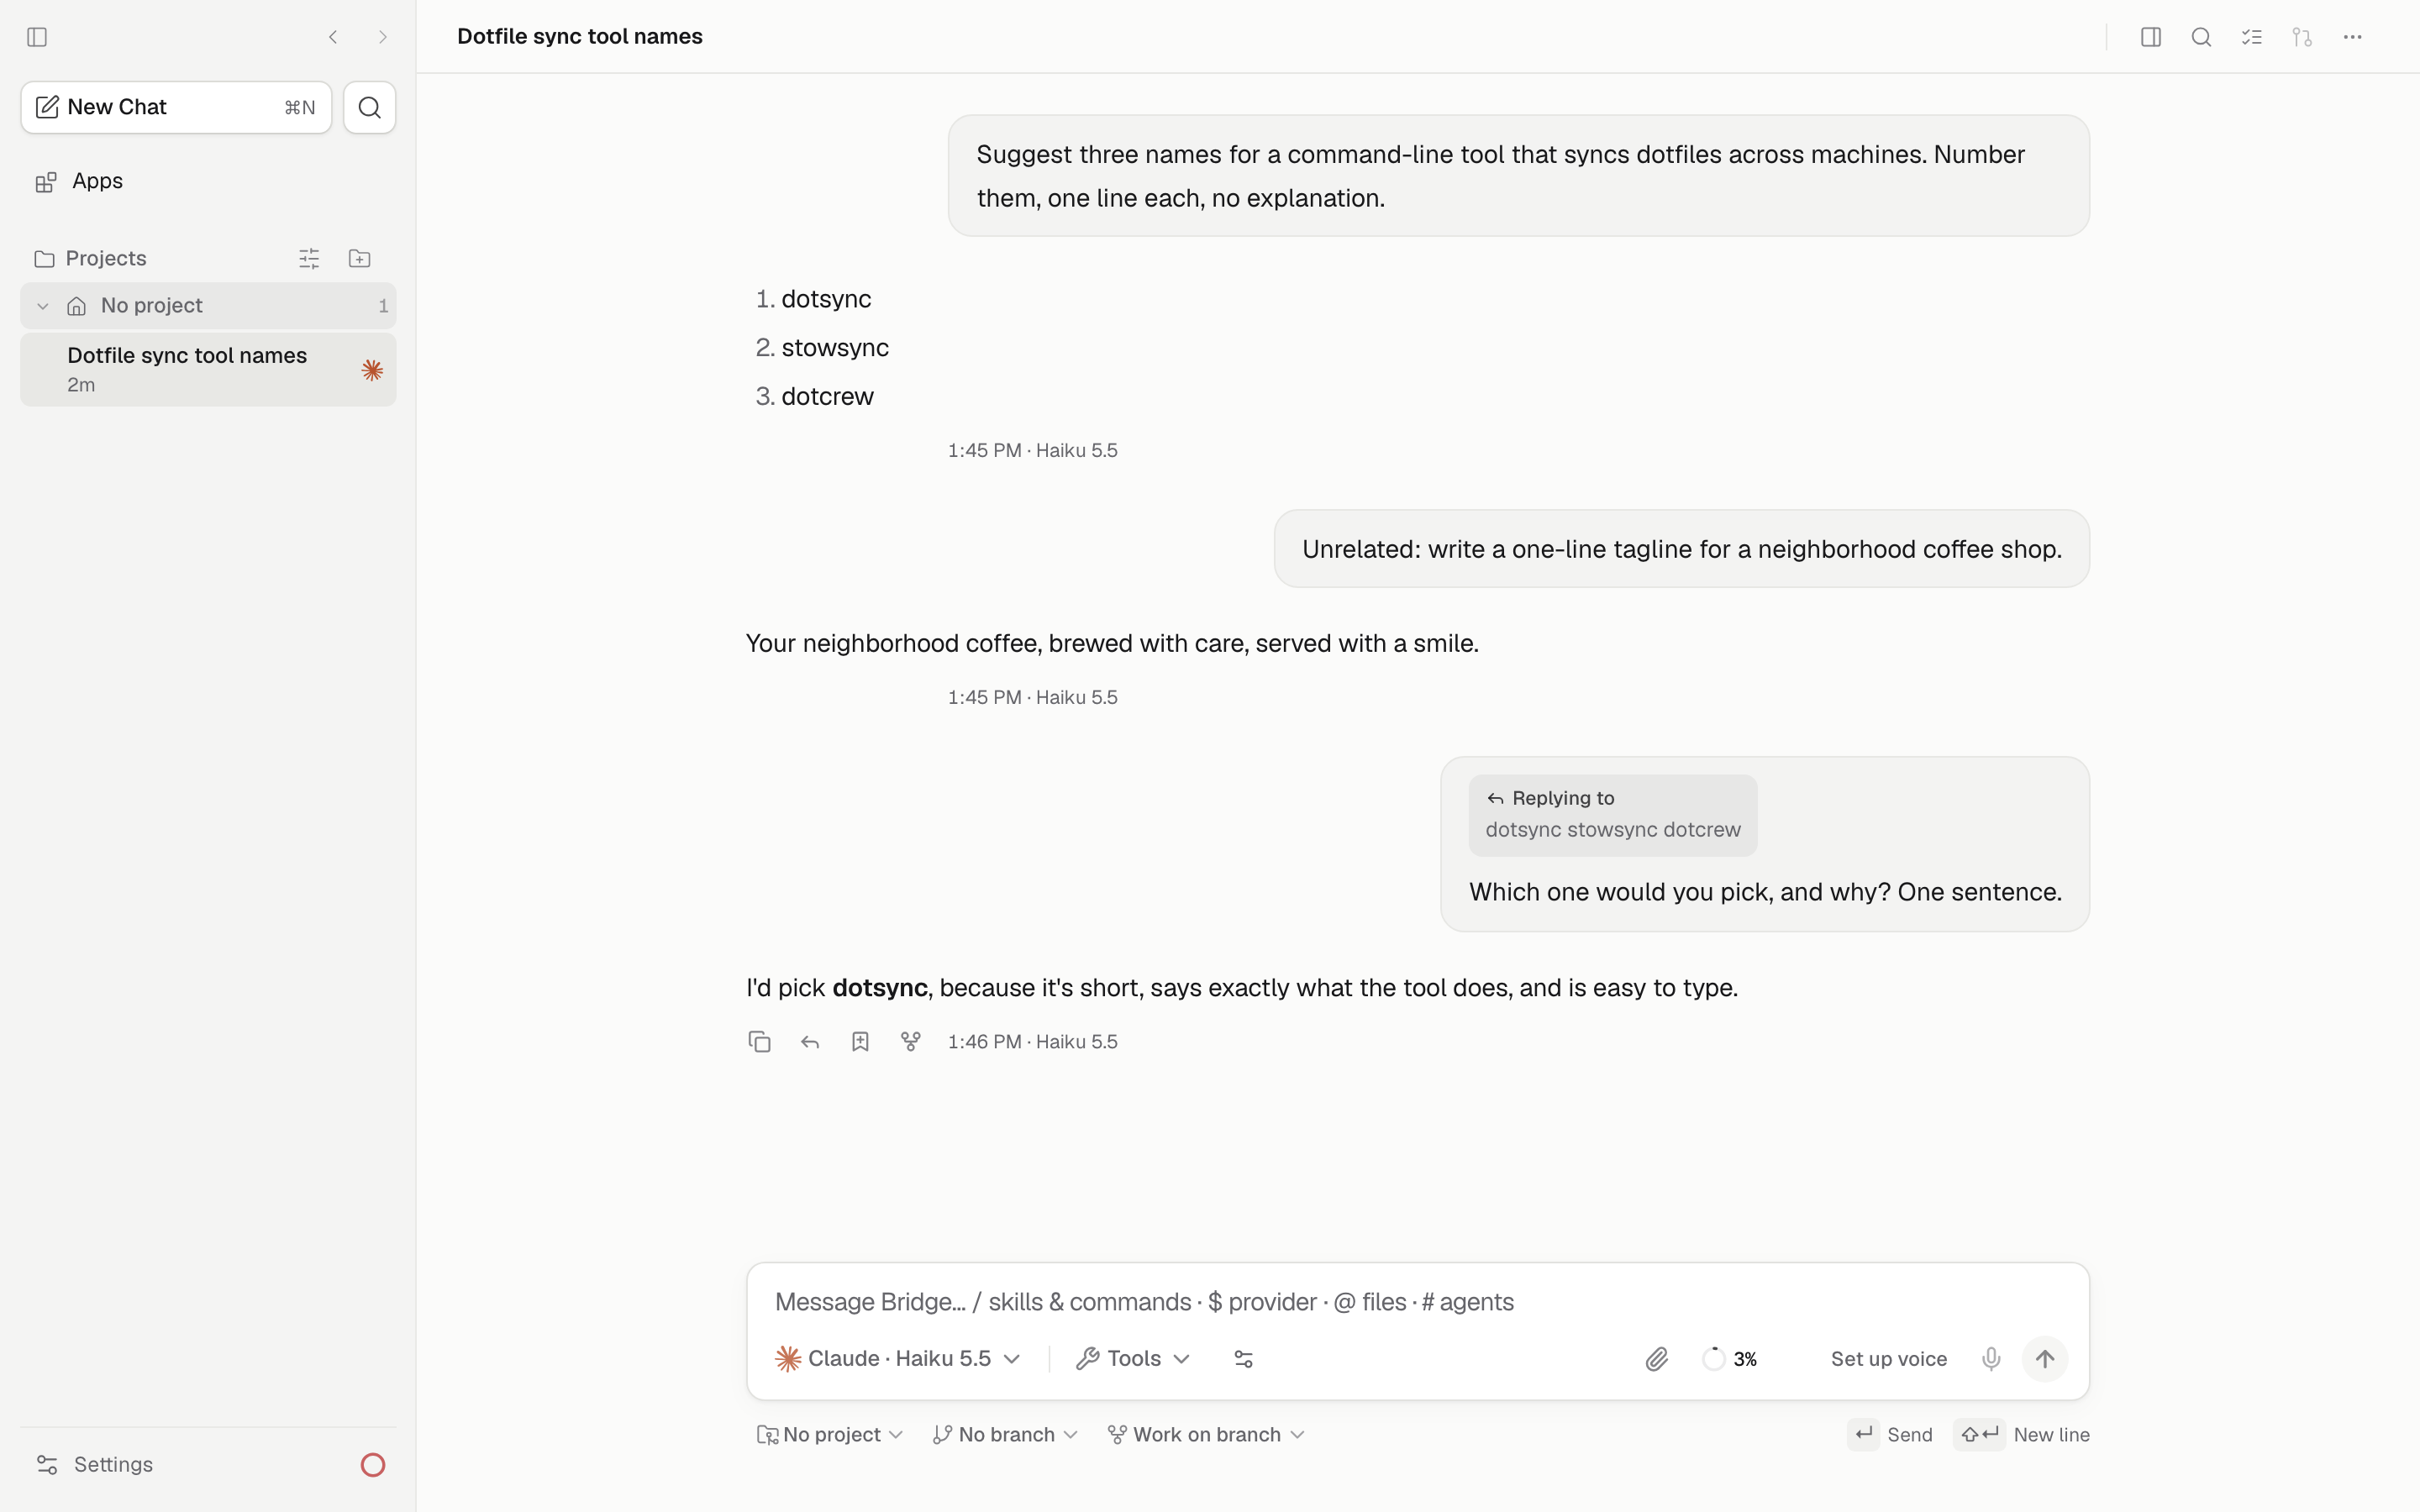 Dotfile sync tool names
New Chat ⌘N
Apps
Projects
No project 1
Dotfile sync tool names
2m
Settings
Suggest three names for a command-line tool that syncs dotfiles across machines. Number
them, one line each, no explanation.
1. dotsync
2. stowsync
3. dotcrew
1:45 PM · Haiku 5.5
Unrelated: write a one-line tagline for a neighborhood coffee shop.
Your neighborhood coffee, brewed with care, served with a smile.
1:45 PM · Haiku 5.5
Replying to
dotsync stowsync dotcrew
Which one would you pick, and why? One sentence.
I'd pick dotsync, because it's short, says exactly what the tool does, and is easy to type.
1:46 PM · Haiku 5.5
Message Bridge... / skills & commands · $ provider · @ files · # agents
Claude · Haiku 5.5 Tools 3% Set up voice
No project No branch Work on branch Send New line